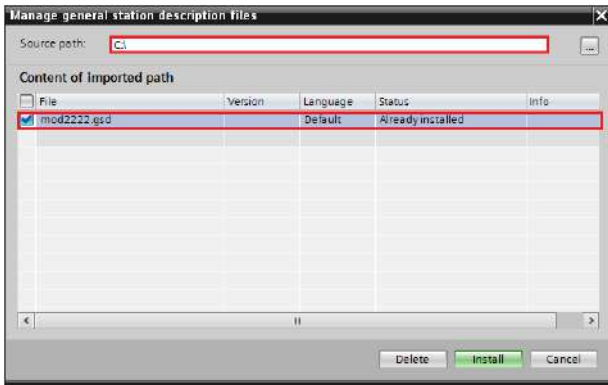 Manage general station description files
Source path: C:\
...
Content of imported path
File Version Language Status Info
mod2222.gsd Default Already installed
Delete Install Cancel